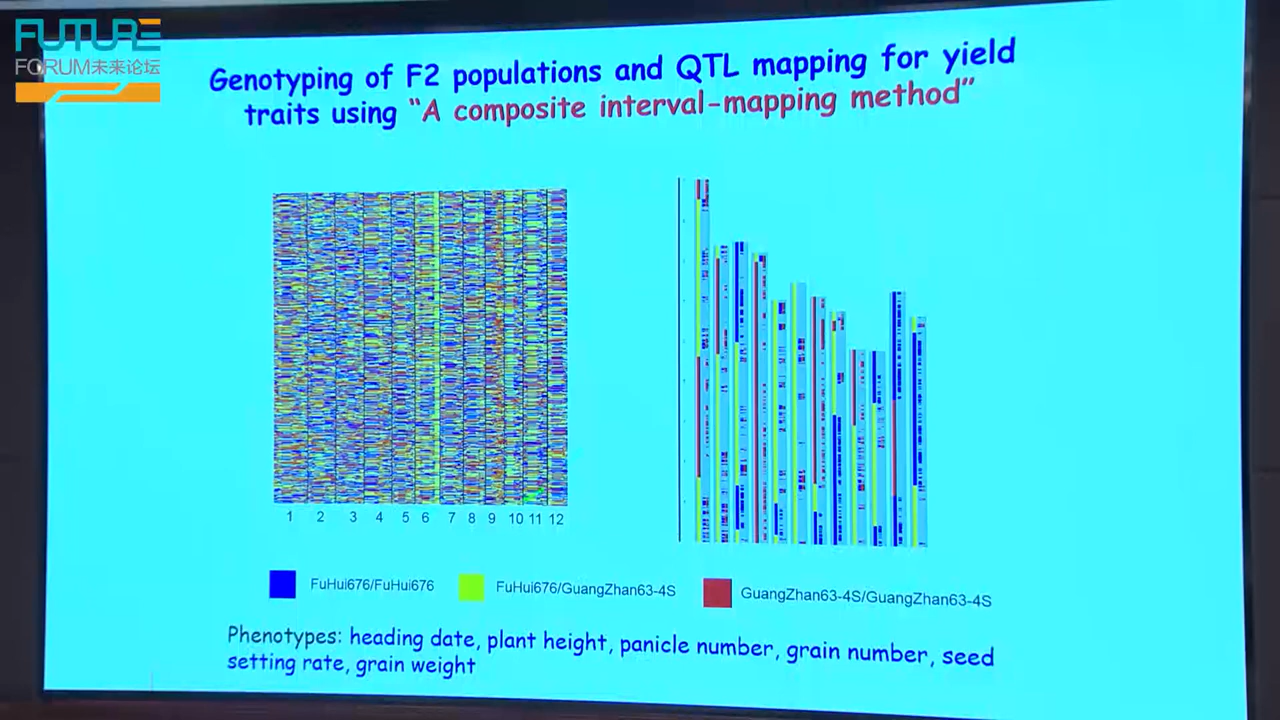 FUTURE
FORUM未来论坛
Genotyping of F2 populations and QTL mapping for yield
traits using “A composite interval-mapping method”
1 2 3 4 5 6 7 8 9 10 11 12
FuHui676/FuHui676 FuHui676/GuangZhan63-4S GuangZhan63-4S/GuangZhan63-4S
Phenotypes: heading date, plant height, panicle number, grain number, seed
setting rate, grain weight